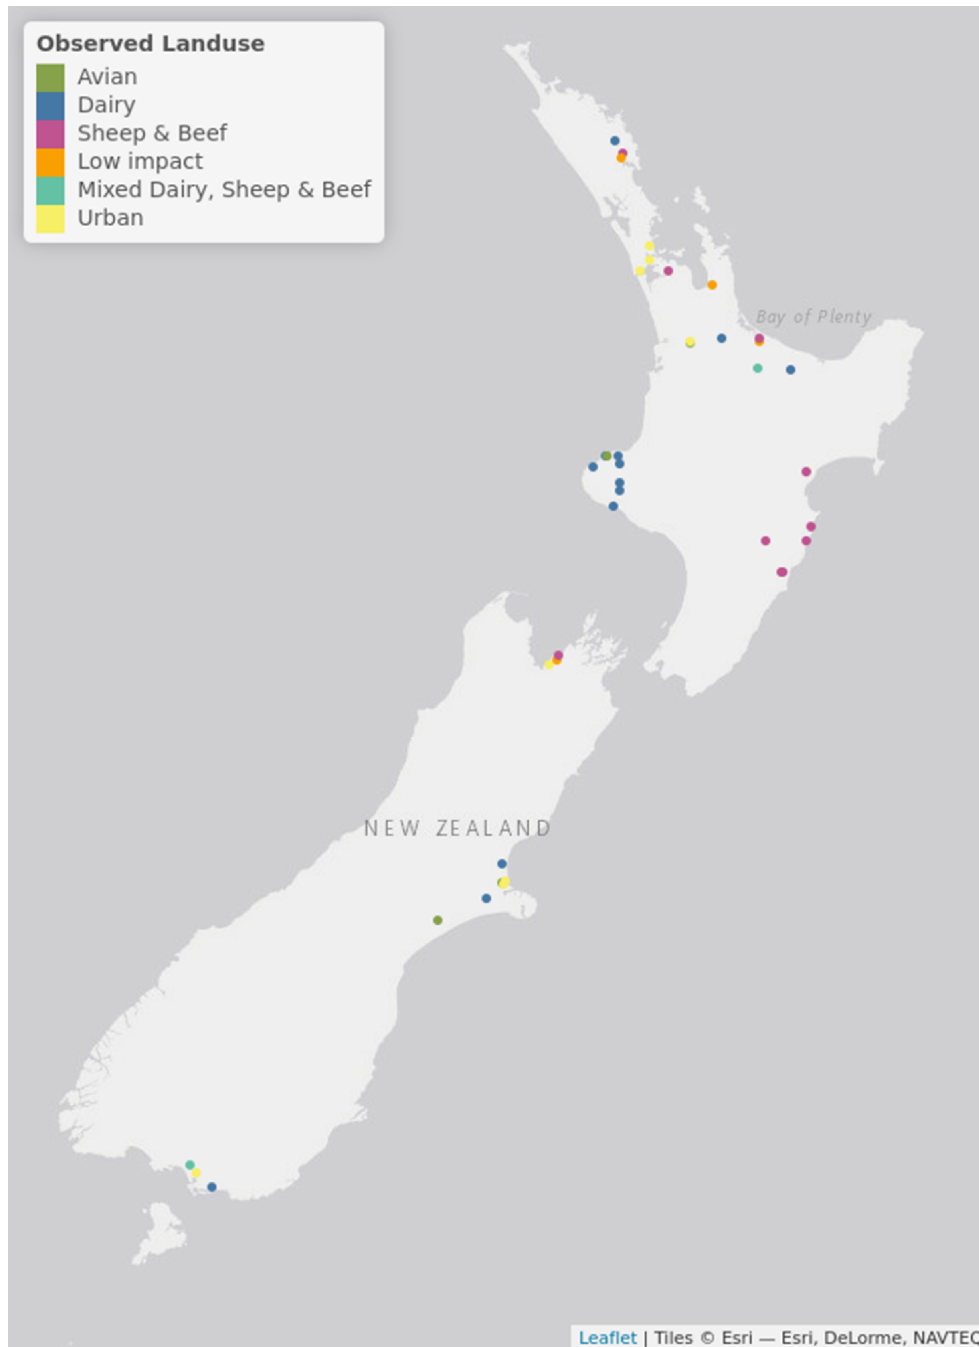 Observed Landuse
Avian
Dairy
Sheep & Beef
Low impact
Mixed Dairy, Sheep & Beef
Urban
Bay of Plenty
NEW ZEALAND
Leaflet | Tiles © Esri — Esri, DeLorme, NAVTEQ